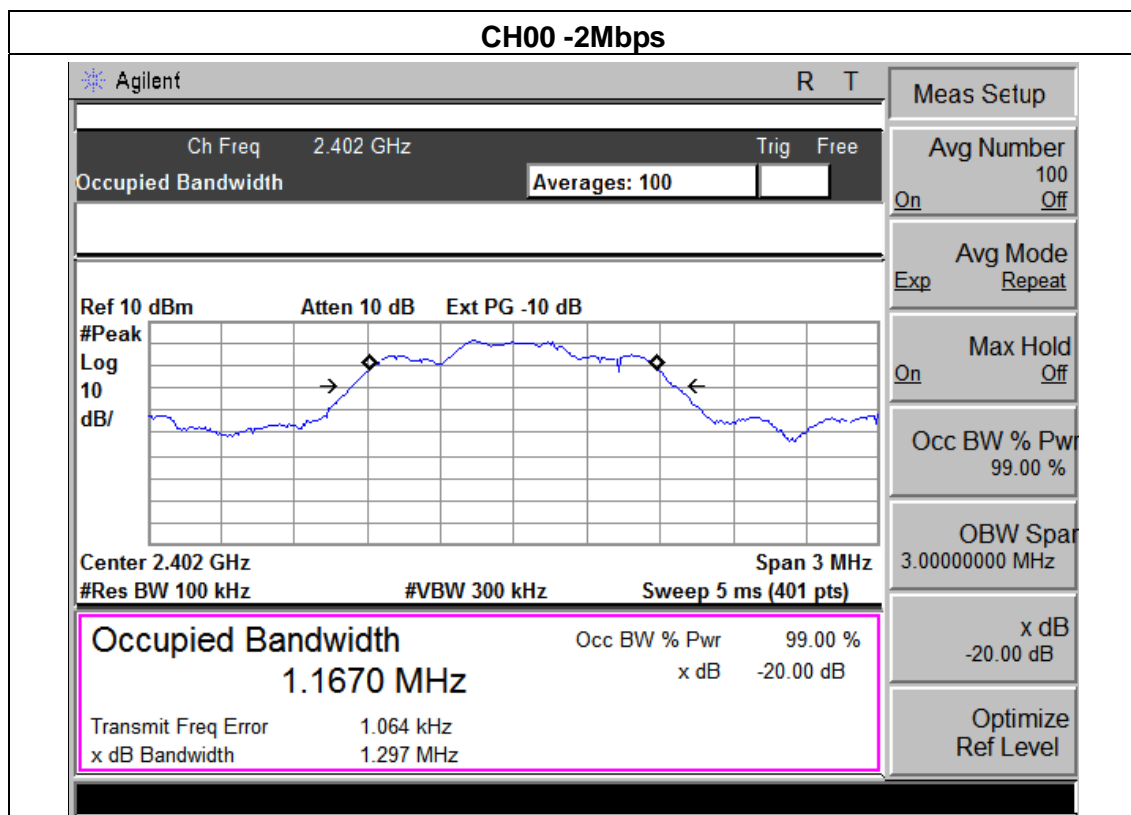 CH00 -2Mbps
Agilent R T
Ch Freq 2.402 GHz Trig Free
Occupied Bandwidth Averages: 100
Ref 10 dBm Atten 10 dB Ext PG -10 dB
#Peak
Log
10
dB/
Center 2.402 GHz Span 3 MHz
#Res BW 100 kHz #VBW 300 kHz Sweep 5 ms (401 pts)
Occupied Bandwidth Occ BW % Pwr 99.00 %
1.1670 MHz x dB -20.00 dB
Transmit Freq Error 1.064 kHz
x dB Bandwidth 1.297 MHz
Meas Setup
Avg Number
100
On Off
Avg Mode
Exp Repeat
Max Hold
On Off
Occ BW % Pwr
99.00 %
OBW Spar
3.00000000 MHz
x dB
-20.00 dB
Optimize
Ref Level